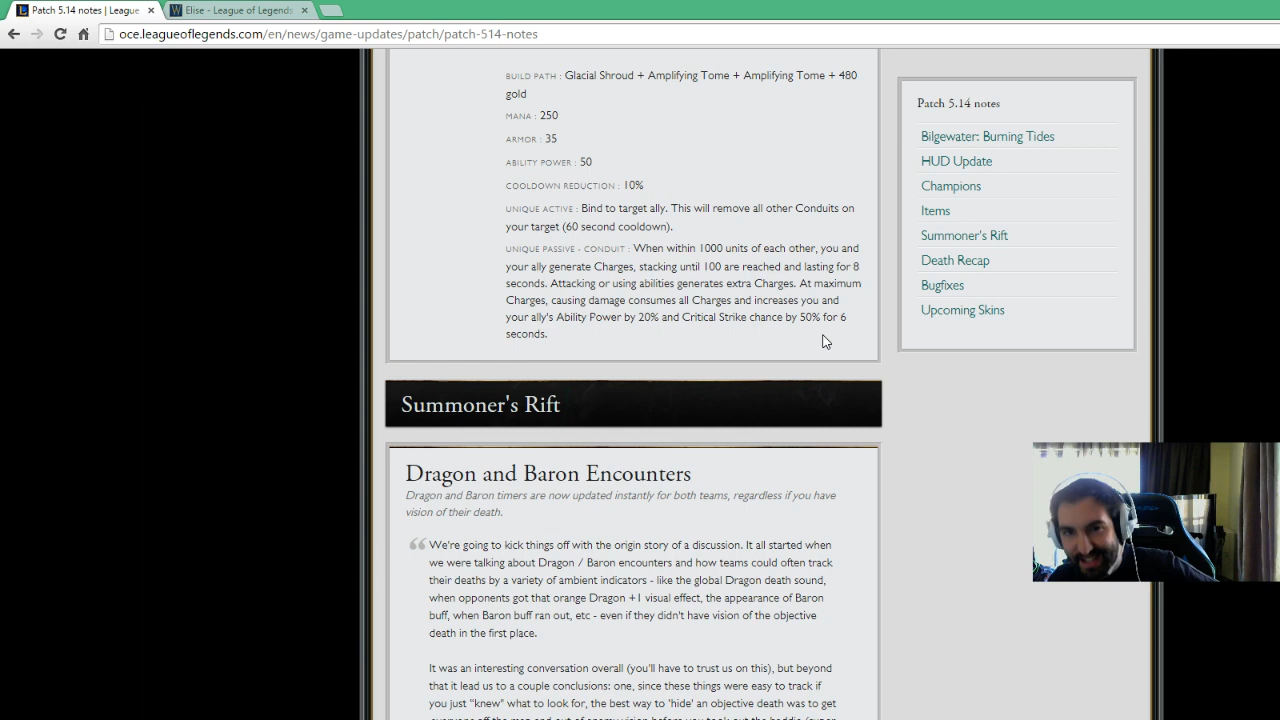 Patch 5.14 notes | League
Elise - League of Legends
oce.leagueoflegends.com/en/news/game-updates/patch/patch-514-notes
BUILD PATH : Glacial Shroud + Amplifying Tome + Amplifying Tome + 480
gold
MANA : 250
ARMOR : 35
ABILITY POWER : 50
COOLDOWN REDUCTION : 10%
UNIQUE ACTIVE : Bind to target ally. This will remove all other Conduits on
your target (60 second cooldown).
UNIQUE PASSIVE - CONDUIT : When within 1000 units of each other, you and
your ally generate Charges, stacking until 100 are reached and lasting for 8
seconds. Attacking or using abilities generates extra Charges. At maximum
Charges, causing damage consumes all Charges and increases you and
your ally's Ability Power by 20% and Critical Strike chance by 50% for 6
seconds.
Summoner's Rift
Dragon and Baron Encounters
Dragon and Baron timers are now updated instantly for both teams, regardless if you have
vision of their death.
We're going to kick things off with the origin story of a discussion. It all started when
we were talking about Dragon / Baron encounters and how teams could often track
their deaths by a variety of ambient indicators - like the global Dragon death sound,
when opponents got that orange Dragon +1 visual effect, the appearance of Baron
buff, when Baron buff ran out, etc - even if they didn't have vision of the objective
death in the first place.
It was an interesting conversation overall (you'll have to trust us on this), but beyond
that it lead us to a couple conclusions: one, since these things were easy to track if
you just "knew" what to look for, the best way to 'hide' an objective death was to get
Patch 5.14 notes
Bilgewater: Burning Tides
HUD Update
Champions
Items
Summoner's Rift
Death Recap
Bugfixes
Upcoming Skins